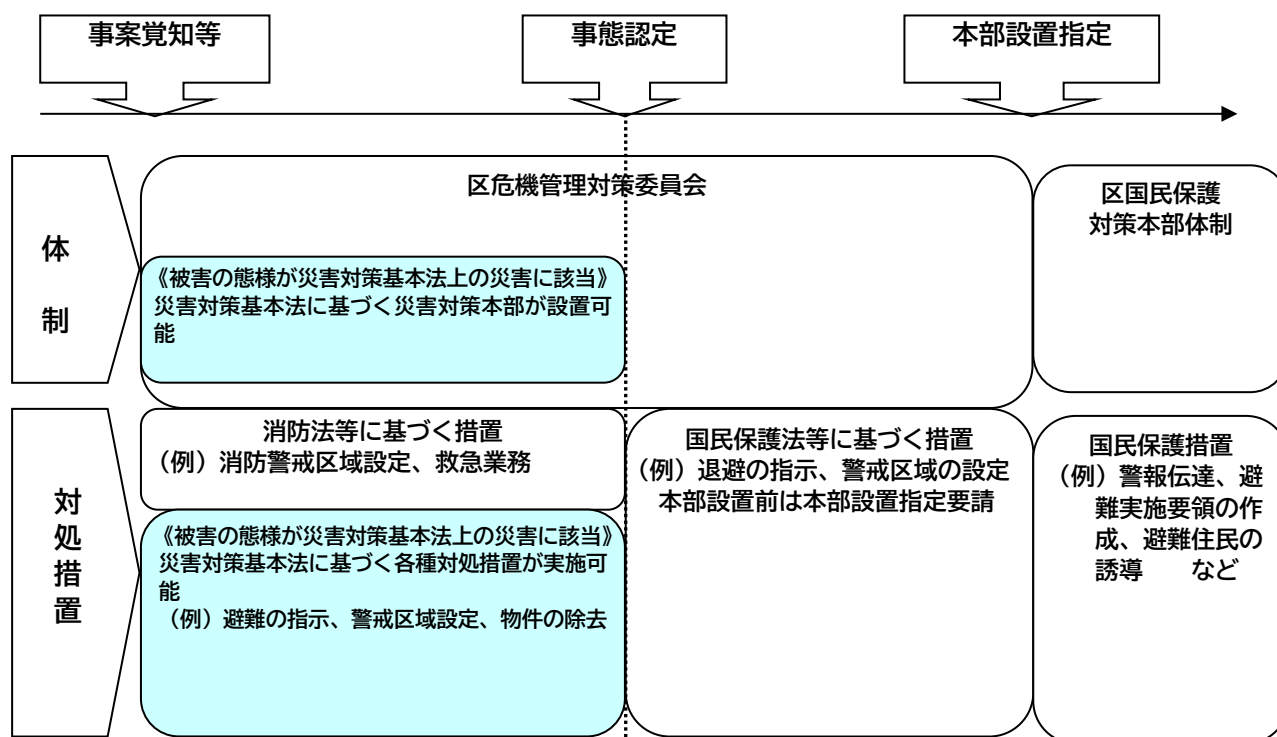 事案覚知等
事態認定
本部設置指定
体
制
区危機管理対策委員会
《被害の態様が災害対策基本法上の災害に該当》
災害対策基本法に基づく災害対策本部が設置可
能
区国民保護
対策本部体制
対
処
措
置
消防法等に基づく措置
（例）消防警戒区域設定、救急業務
《被害の態様が災害対策基本法上の災害に該当》
災害対策基本法に基づく各種対処措置が実施可
能
（例）避難の指示、警戒区域設定、物件の除去
国民保護法等に基づく措置
（例）退避の指示、警戒区域の設定
本部設置前は本部設置指定要請
国民保護措置
（例）警報伝達、避
難実施要領の作
成、避難住民の
誘導　　など